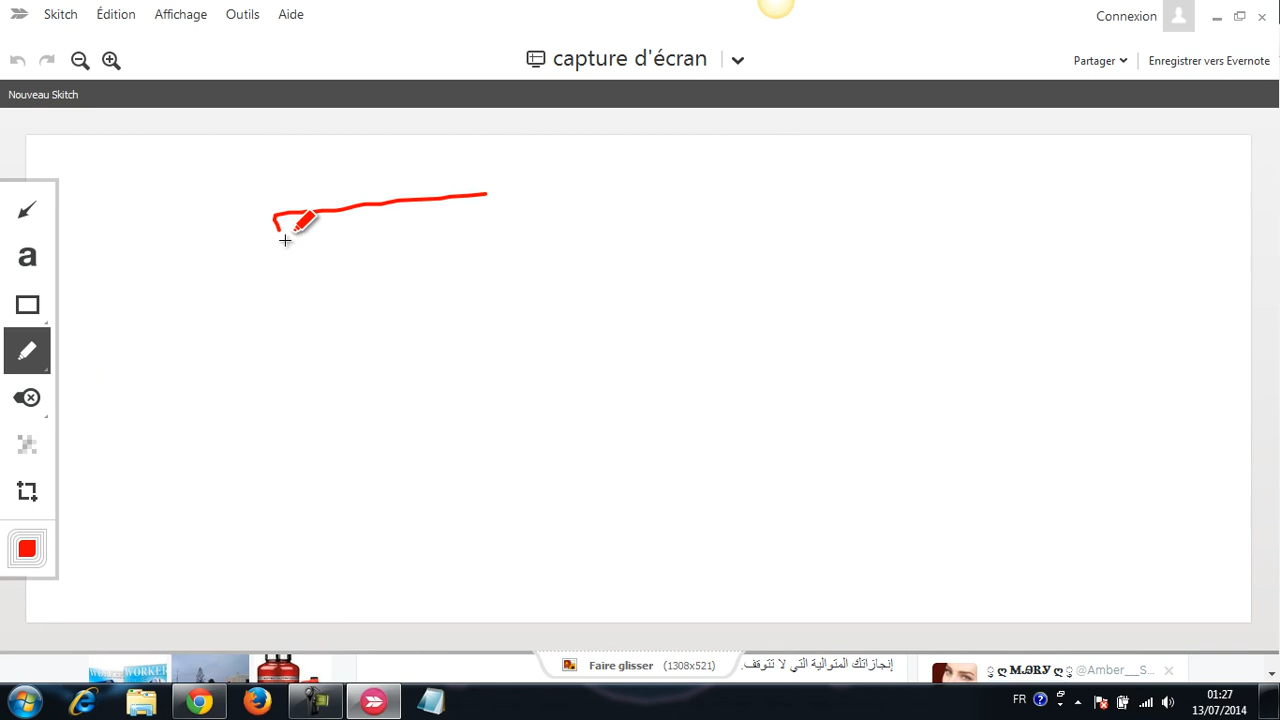 Skitch Édition Affichage Outils Aide Connexion
capture d'écran Partager Enregistrer vers Evernote
Nouveau Skitch
a
WORKER
Faire glisser (1308x521)
إنجازاتك المتوالية التي لا تتوقف.
@Amber__S...
FR 01:27
13/07/2014